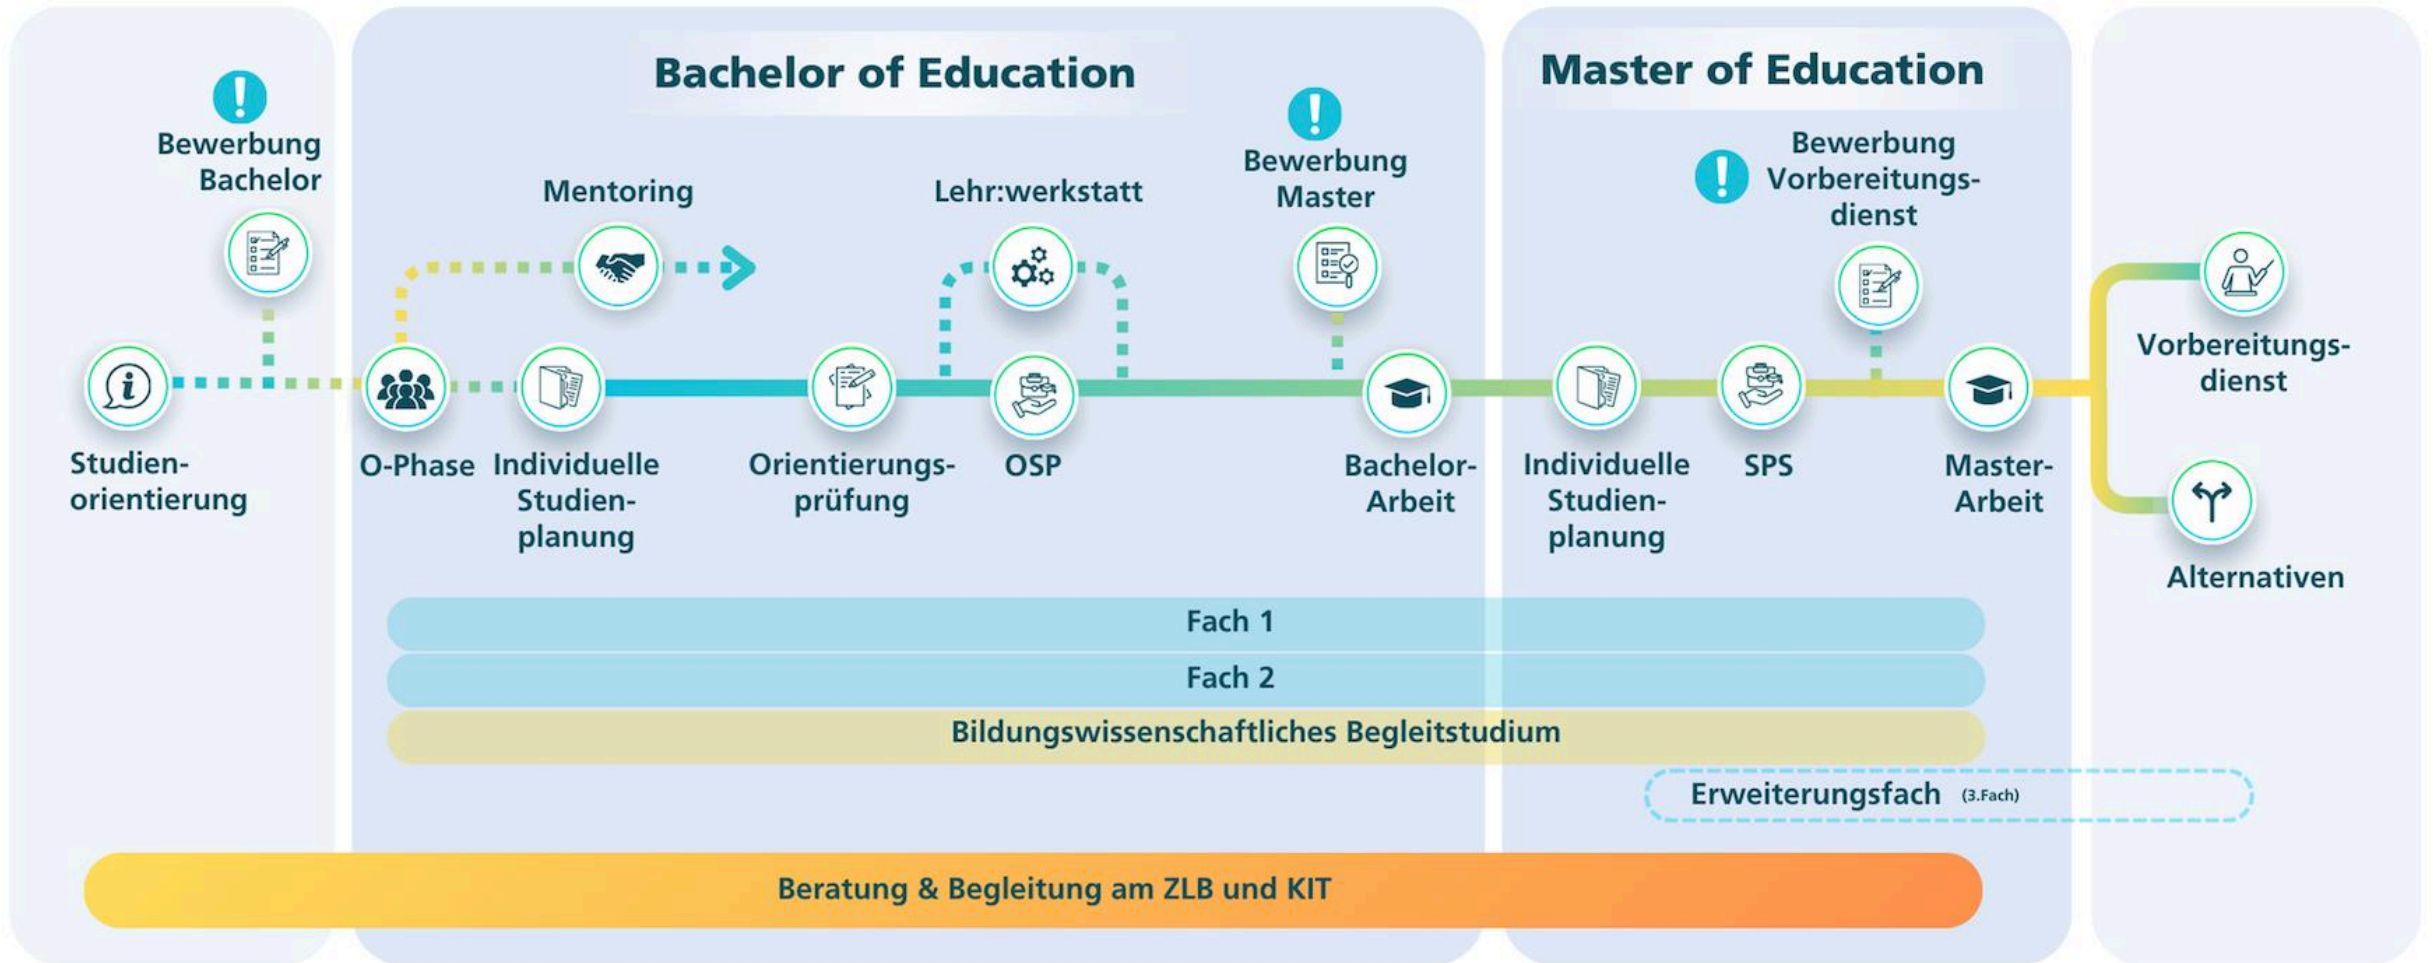 Bachelor of Education
Master of Education
Bewerbung
Bachelor
Mentoring
Lehr:werkstatt
Bewerbung
Master
Bewerbung
Vorbereitungs-
dienst
Studien-
orientierung
O-Phase
Individuelle
Studien-
planung
Orientierungs-
prüfung
OSP
Bachelor-
Arbeit
Individuelle
Studien-
planung
SPS
Master-
Arbeit
Vorbereitungs-
dienst
Alternativen
Fach 1
Fach 2
Bildungswissenschaftliches Begleitstudium
Erweiterungsfach (3.Fach)
Beratung & Begleitung am ZLB und KIT